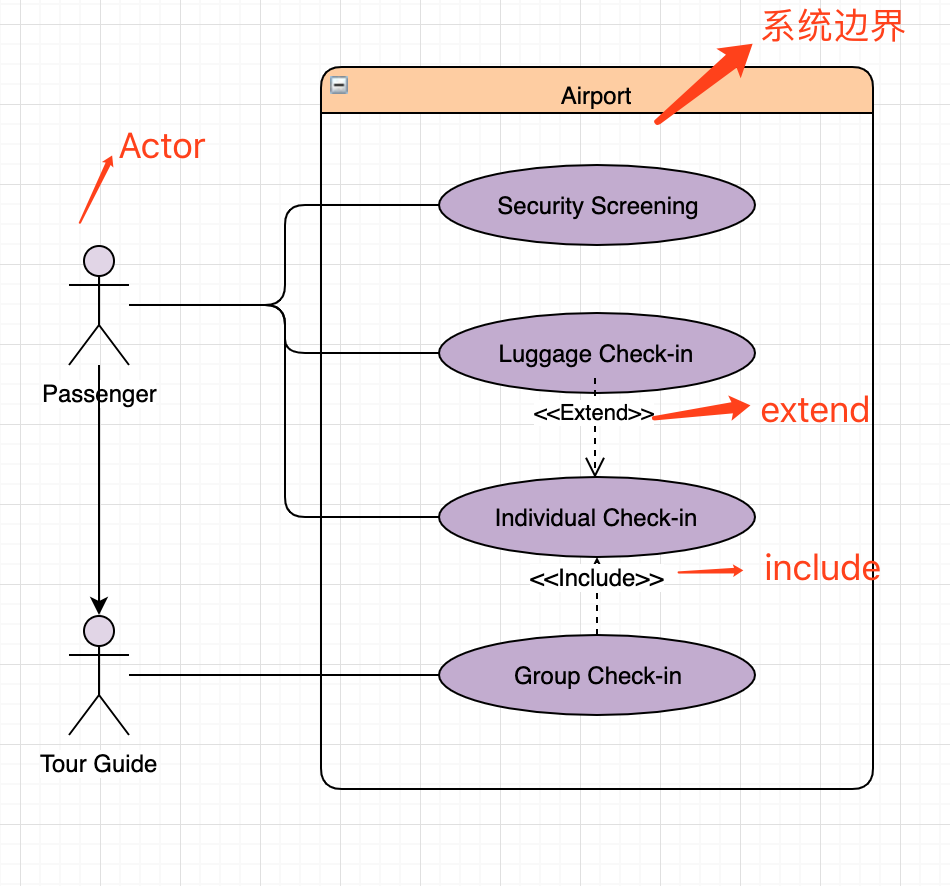 系统边界
Airport
Actor
Security Screening
Luggage Check-in
Passenger
<<Extend>>
extend
Individual Check-in
<<Include>>
include
Group Check-in
Tour Guide